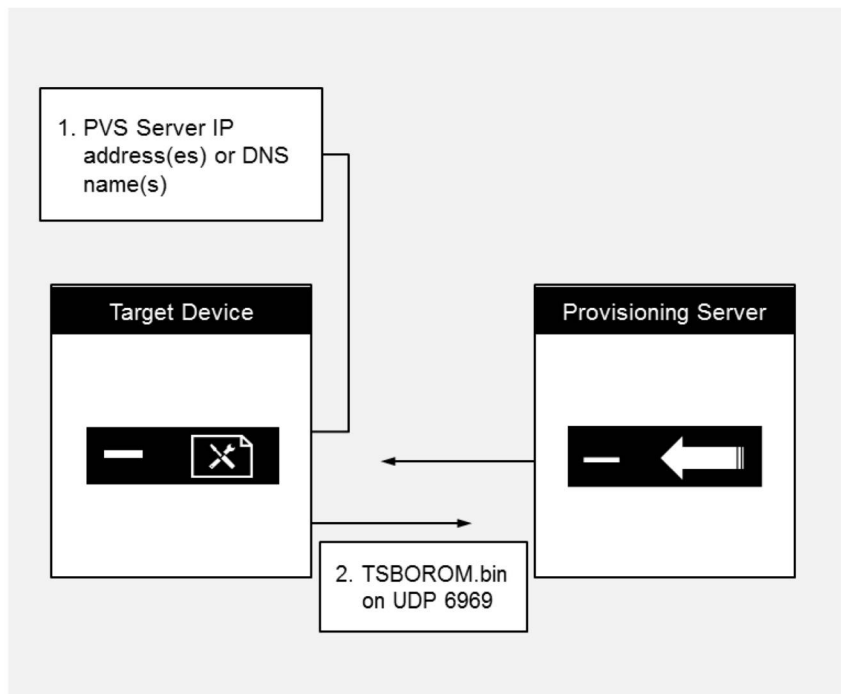 1. PVS Server IP
address(es) or DNS
name(s)
Target Device
Provisioning Server
2. TSBOROM.bin
on UDP 6969